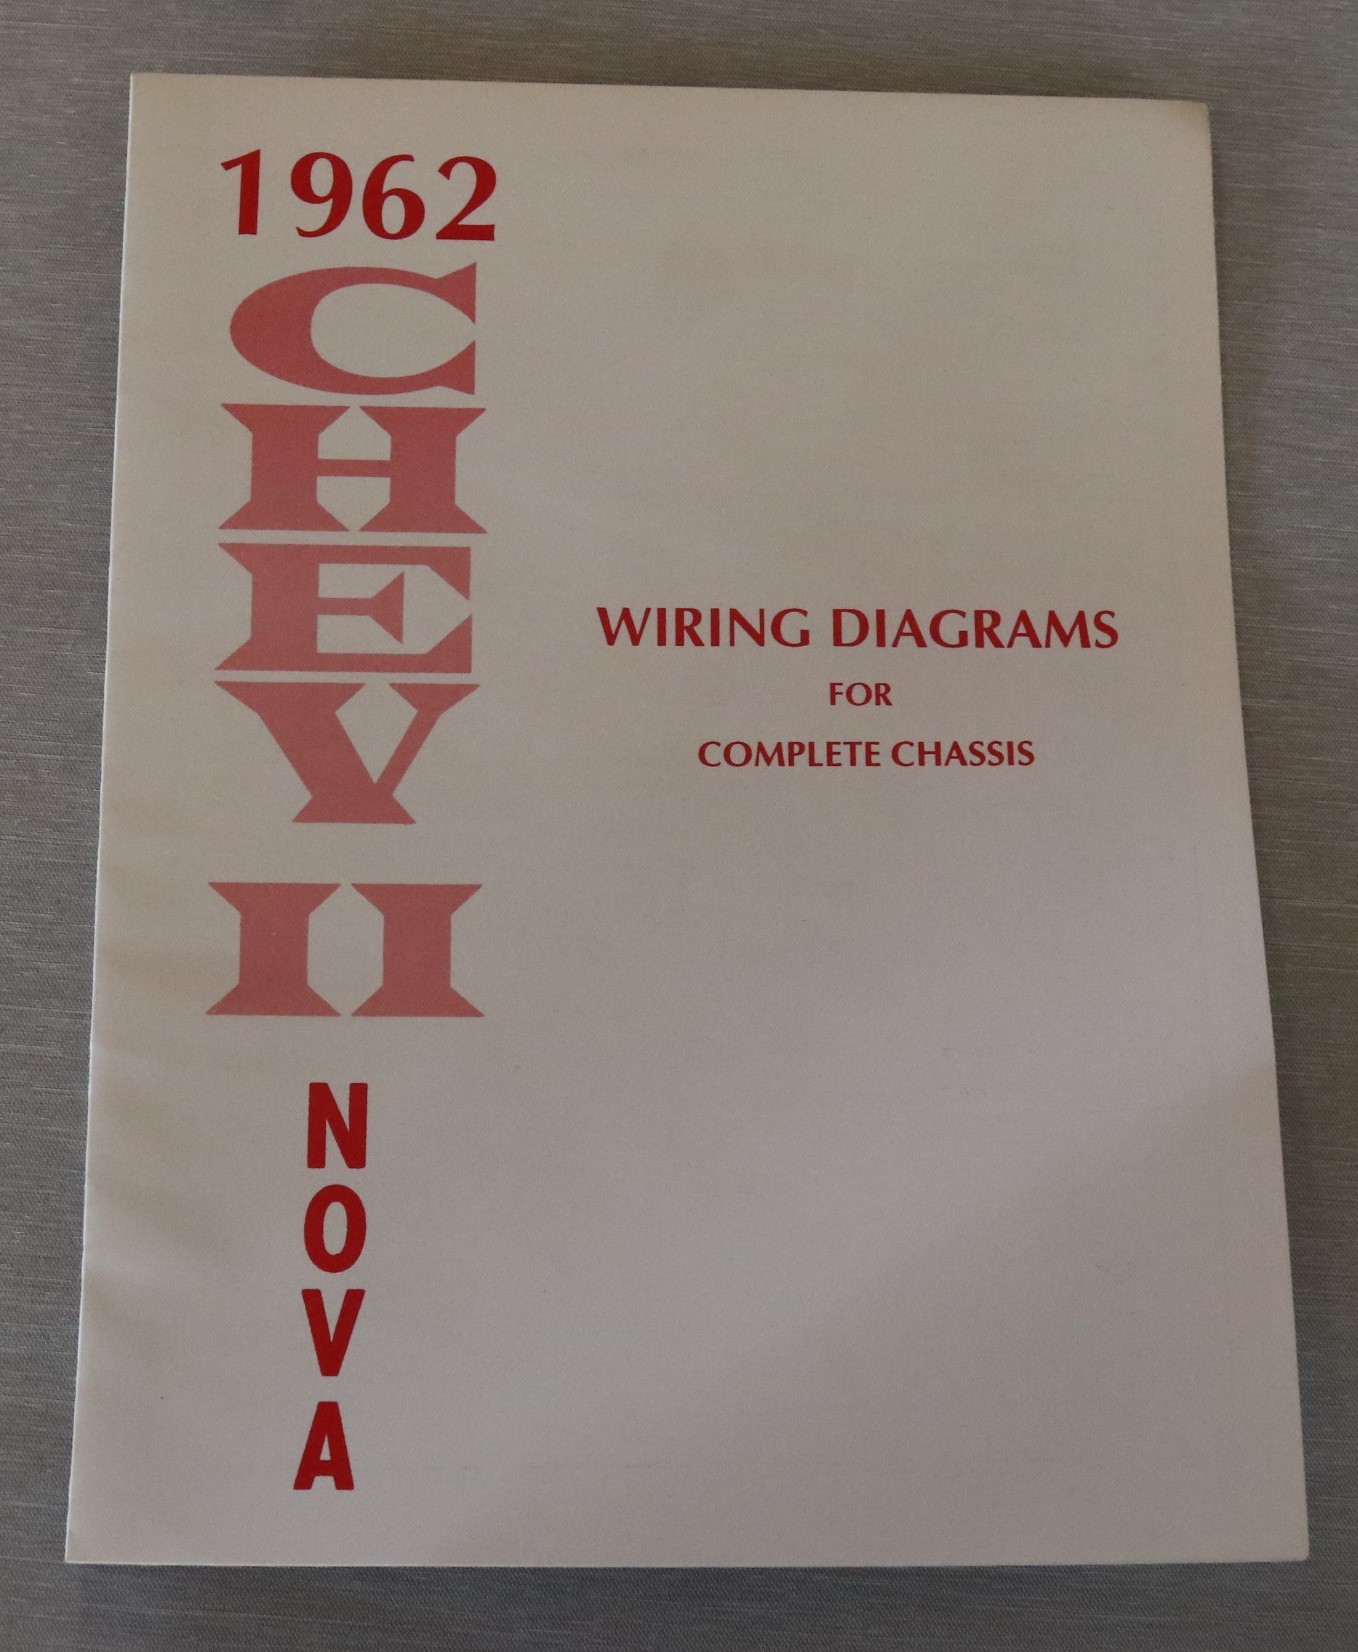 1962
CHEV II
NOVA
WIRING DIAGRAMS
FOR
COMPLETE CHASSIS